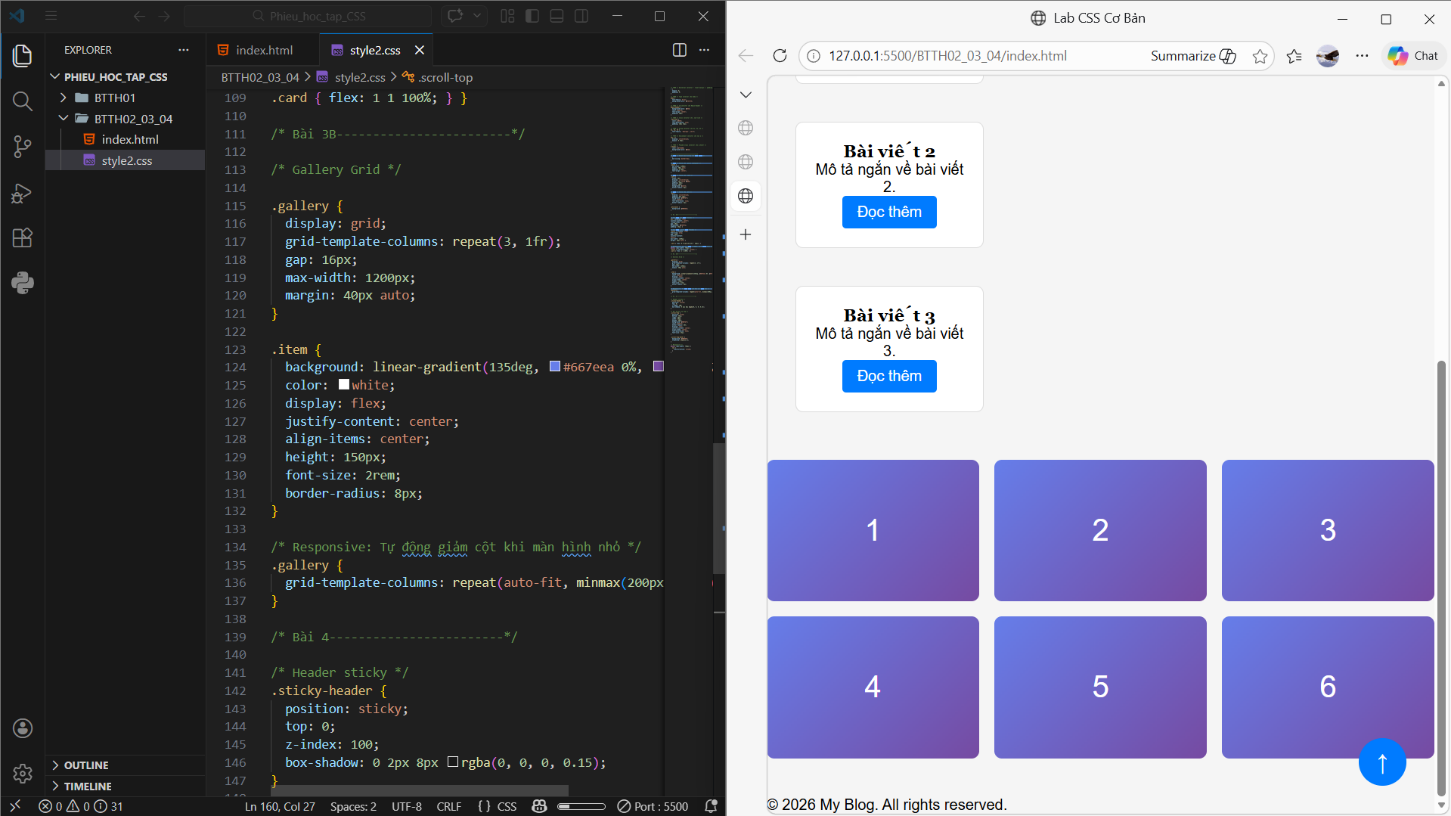 Phieu_hoc_tap_CSS
EXPLORER
PHIEU_HOC_TAP_CSS
BTTH01
BTTH02_03_04
index.html
style2.css
OUTLINE
TIMELINE
index.html
style2.css
BTTH02_03_04 > style2.css > .scroll-top
109 .card { flex: 1 1 100%; } }
110
111 /* Bài 3B------------------------*/
112
113 /* Gallery Grid */
114
115 .gallery {
116 display: grid;
117 grid-template-columns: repeat(3, 1fr);
118 gap: 16px;
119 max-width: 1200px;
120 margin: 40px auto;
121 }
122
123 .item {
124 background: linear-gradient(135deg, #667eea 0%,
125 color: white;
126 display: flex;
127 justify-content: center;
128 align-items: center;
129 height: 150px;
130 font-size: 2rem;
131 border-radius: 8px;
132 }
133
134 /* Responsive: Tự động giảm cột khi màn hình nhỏ */
135 .gallery {
136 grid-template-columns: repeat(auto-fit, minmax(200px
137 }
138
139 /* Bài 4------------------------*/
140
141 /* Header sticky */
142 .sticky-header {
143 position: sticky;
144 top: 0;
145 z-index: 100;
146 box-shadow: 0 2px 8px rgba(0, 0, 0, 0.15);
147 }
0 0 31
Ln 160, Col 27
Spaces: 2
UTF-8
CRLF
{ } CSS
Port : 5500
Lab CSS Cơ Bản
127.0.0.1:5500/BTTH02_03_04/index.html
Summarize
Chat
Bài viết 2
Mô tả ngắn về bài viết
2.
Đọc thêm
Bài viết 3
Mô tả ngắn về bài viết
3.
Đọc thêm
1
2
3
4
5
6
↑
© 2026 My Blog. All rights reserved.